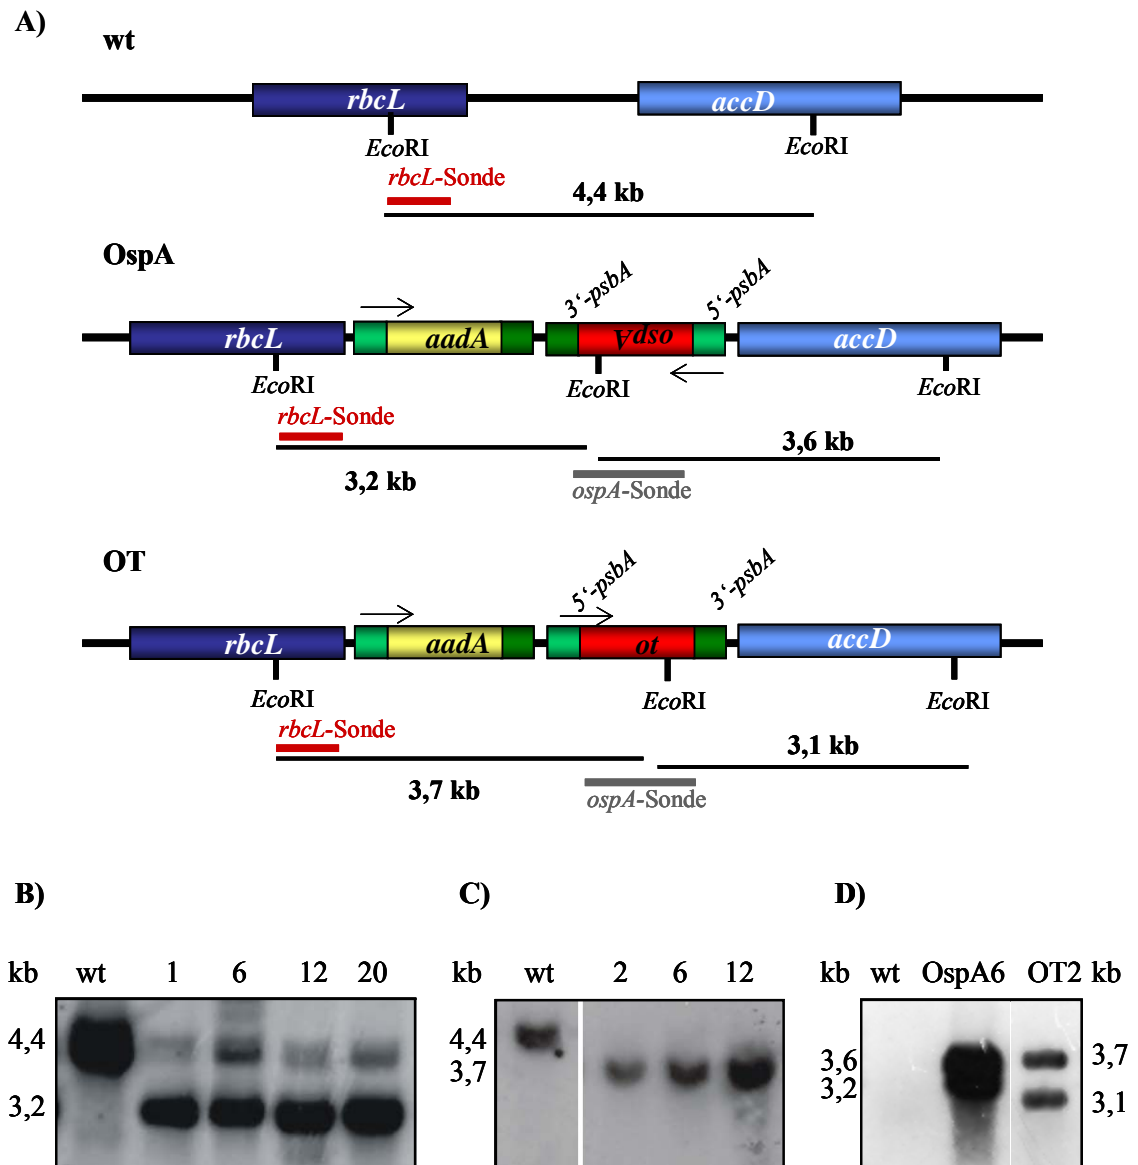 A)
wt
rbcL
accD
EcoRI
EcoRI
rbcL-Sonde
4,4 kb
OspA
3‘-psbA
5‘-psbA
rbcL
aadA
ospA
accD
EcoRI
EcoRI
EcoRI
rbcL-Sonde
3,6 kb
3,2 kb
ospA-Sonde
OT
5‘-psbA
3‘-psbA
rbcL
aadA
ot
accD
EcoRI
EcoRI
EcoRI
rbcL-Sonde
3,1 kb
3,7 kb
ospA-Sonde
B)
kb wt 1 6 12 20
4,4
3,2
C)
kb wt 2 6 12
4,4
3,7
D)
kb wt OspA6 OT2 kb
3,6 3,7
3,2 3,1